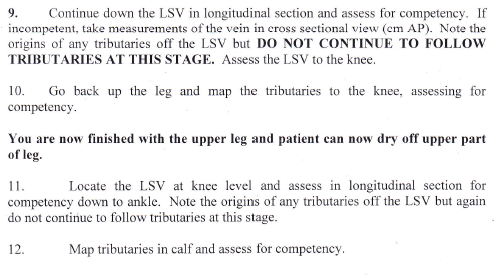 9. Continue down the LSV in longitudinal section and assess for competency. If
incompetent, take measurements of the vein in cross sectional view (cm AP). Note the
origins of any tributaries off the LSV but DO NOT CONTINUE TO FOLLOW
TRIBUTARIES AT THIS STAGE. Assess the LSV to the knee.
10. Go back up the leg and map the tributaries to the knee, assessing for
competency.
You are now finished with the upper leg and patient can now dry off upper part
of leg.
11. Locate the LSV at knee level and assess in longitudinal section for
competency down to ankle. Note the origins of any tributaries off the LSV but again
do not continue to follow tributaries at this stage.
12. Map tributaries in calf and assess for competency.